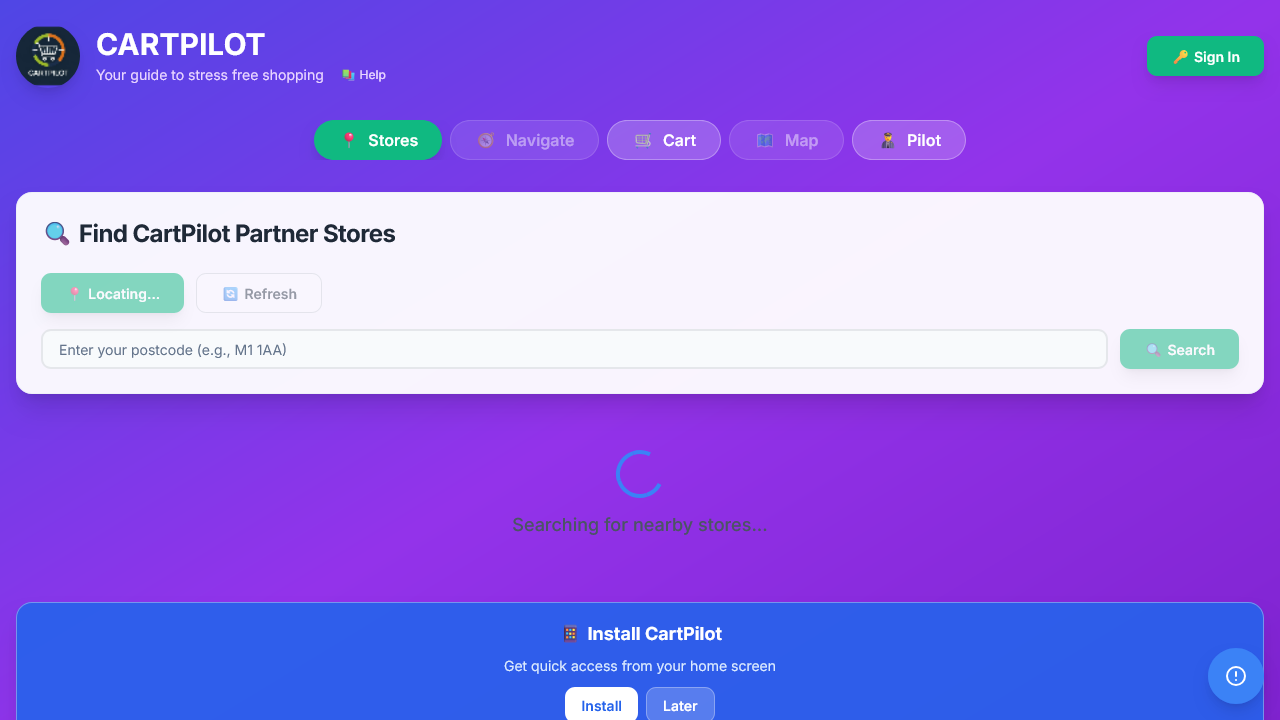 CARTPILOT
CARTPILOT
Your guide to stress free shopping
Help
Sign In
Stores
Navigate
Cart
Map
Pilot
Find CartPilot Partner Stores
Locating...
Refresh
Enter your postcode (e.g., M1 1AA)
Search
Searching for nearby stores...
Install CartPilot
Get quick access from your home screen
Install
Later